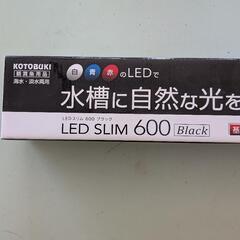 KOTOBUKI
観賞魚用品
海水・淡水両用
白 青 赤 のLEDで
水槽に自然な光を
LEDスリム 600 ブラック
LED SLIM 600 Black